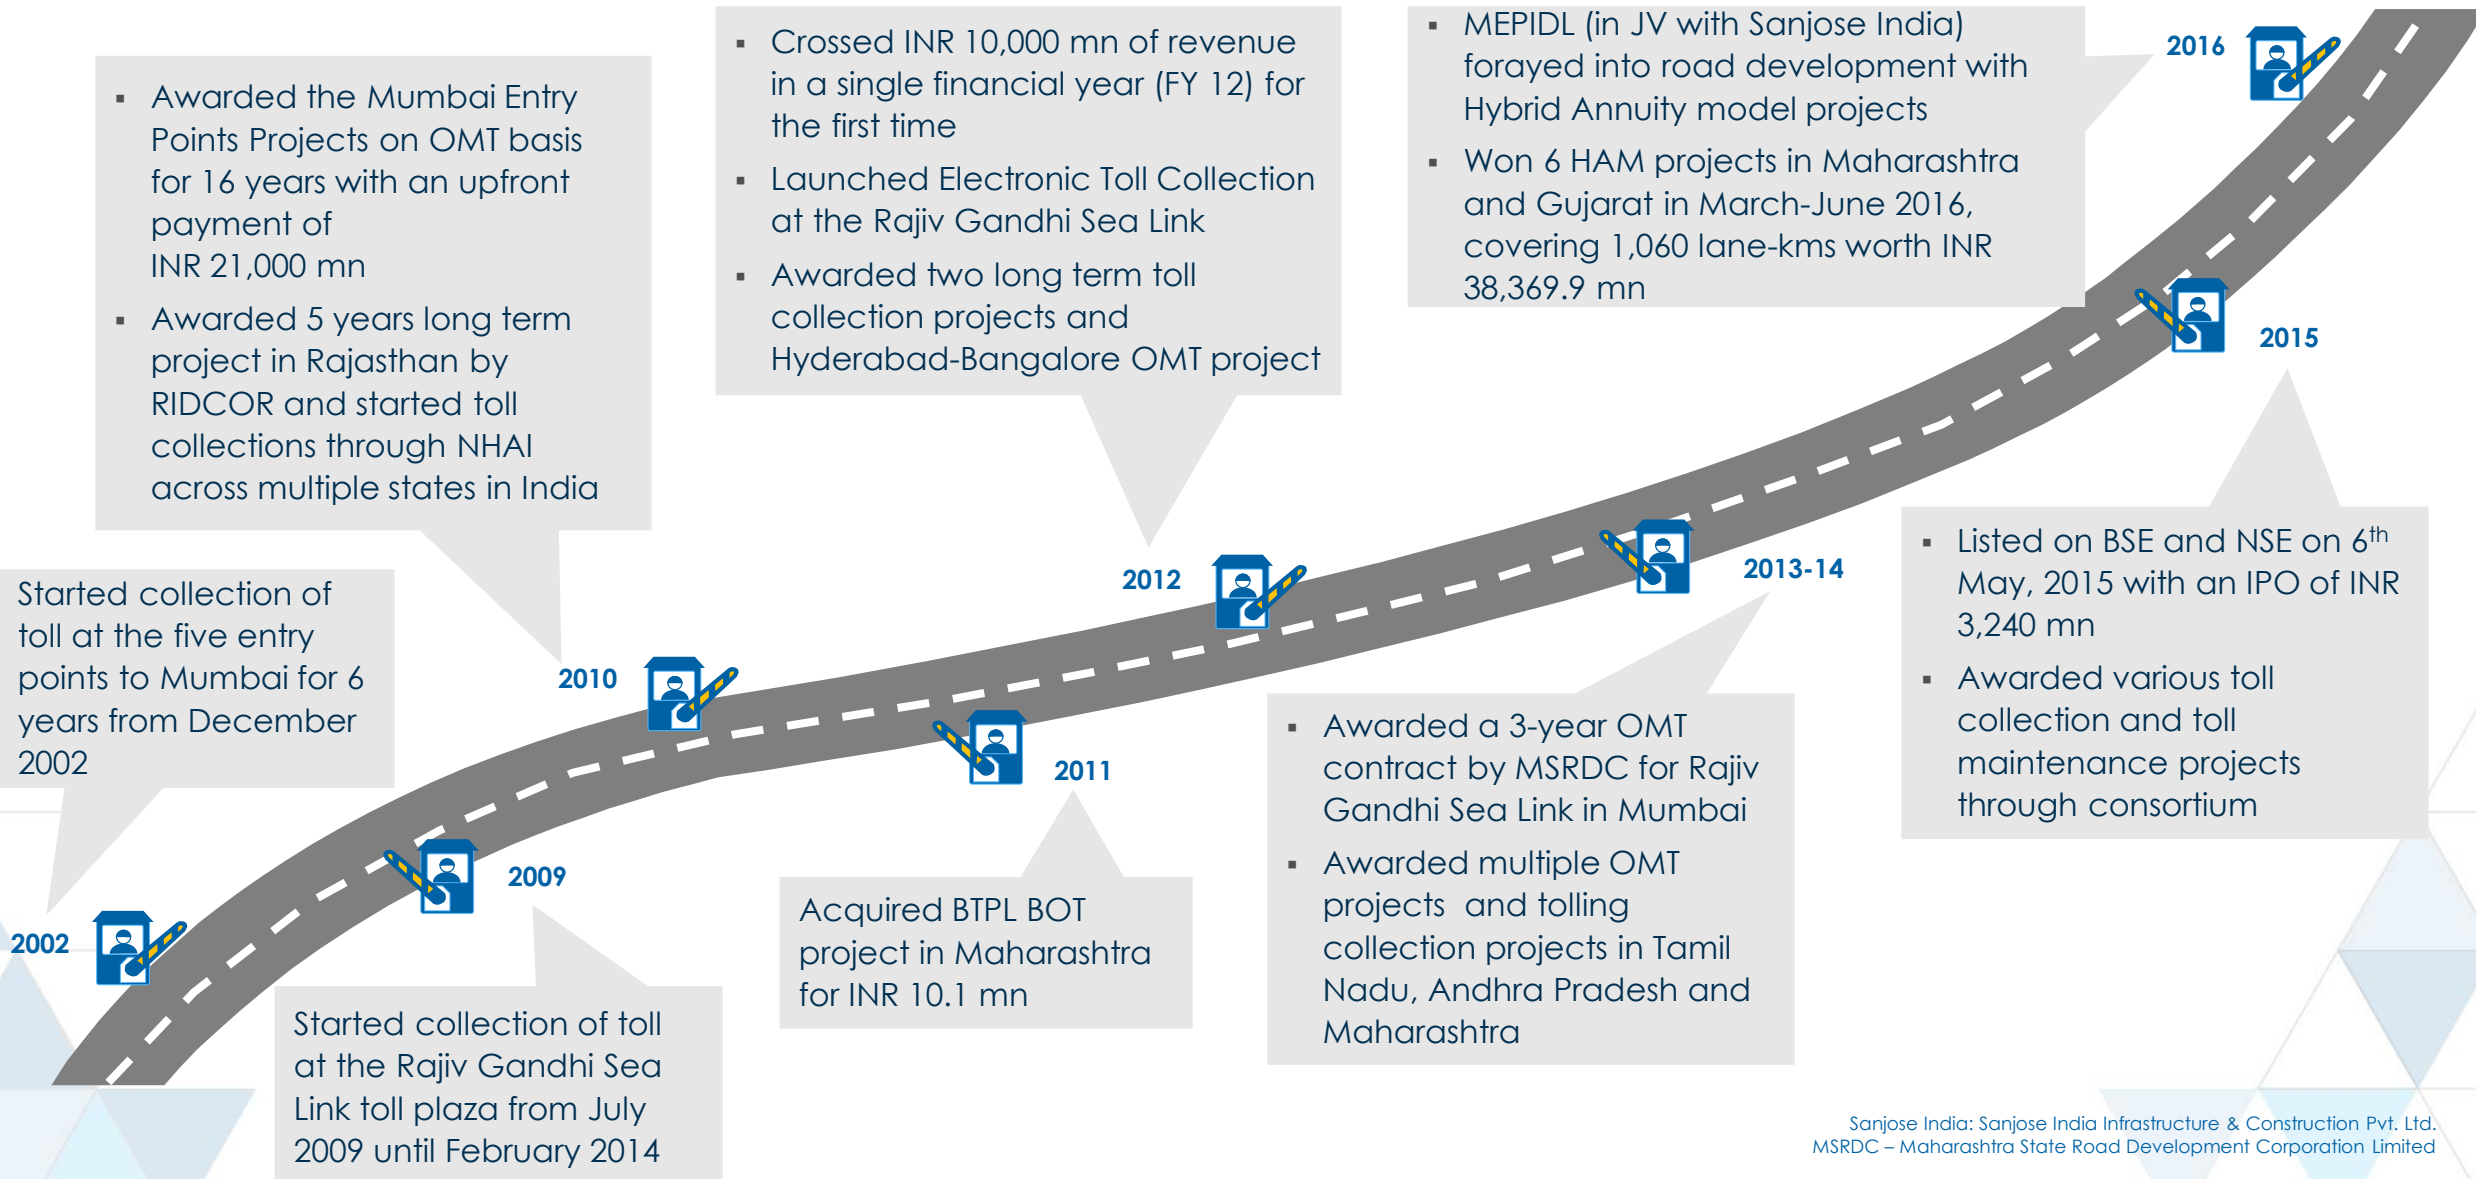 ▪ Awarded the Mumbai Entry
Points Projects on OMT basis
for 16 years with an upfront
payment of
INR 21,000 mn
▪ Awarded 5 years long term
project in Rajasthan by
RIDCOR and started toll
collections through NHAI
across multiple states in India
▪ Crossed INR 10,000 mn of revenue
in a single financial year (FY 12) for
the first time
▪ Launched Electronic Toll Collection
at the Rajiv Gandhi Sea Link
▪ Awarded two long term toll
collection projects and
Hyderabad-Bangalore OMT project
▪ MEPIDL (in JV with Sanjose India)
forayed into road development with
Hybrid Annuity model projects
▪ Won 6 HAM projects in Maharashtra
and Gujarat in March-June 2016,
covering 1,060 lane-kms worth INR
38,369.9 mn
2016
2015
2012
2013-14
Started collection of
toll at the five entry
points to Mumbai for 6
years from December
2002
2010
2011
2009
2002
▪ Listed on BSE and NSE on 6th
May, 2015 with an IPO of INR
3,240 mn
▪ Awarded various toll
collection and toll
maintenance projects
through consortium
▪ Awarded a 3-year OMT
contract by MSRDC for Rajiv
Gandhi Sea Link in Mumbai
▪ Awarded multiple OMT
projects and tolling
collection projects in Tamil
Nadu, Andhra Pradesh and
Maharashtra
Acquired BTPL BOT
project in Maharashtra
for INR 10.1 mn
Started collection of toll
at the Rajiv Gandhi Sea
Link toll plaza from July
2009 until February 2014
Sanjose India: Sanjose India Infrastructure & Construction Pvt. Ltd.
MSRDC – Maharashtra State Road Development Corporation Limited